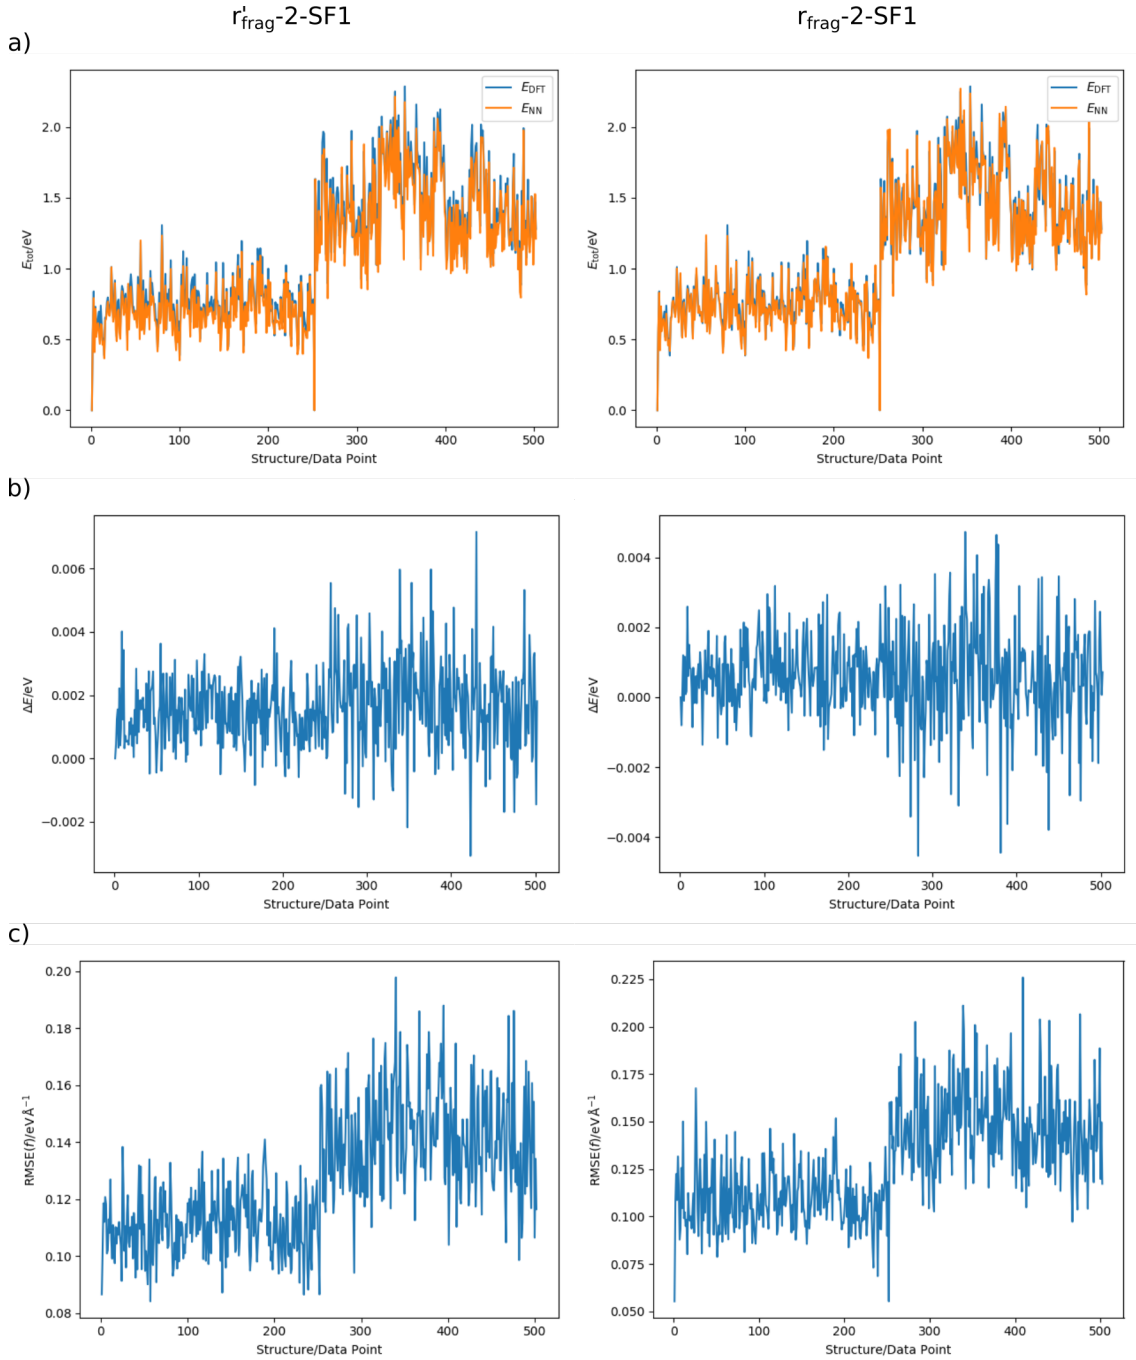 r'frag-2-SF1 rfrag-2-SF1
a)
EDFT
ENN
2.0
1.5
1.0
0.5
0.0
Etot/eV
0 100 200 300 400 500
Structure/Data Point
EDFT
ENN
2.0
1.5
1.0
0.5
0.0
Etot/eV
0 100 200 300 400 500
Structure/Data Point
b)
0.006
0.004
0.002
0.000
−0.002
ΔE/eV
0 100 200 300 400 500
Structure/Data Point
0.004
0.002
0.000
−0.002
−0.004
ΔE/eV
0 100 200 300 400 500
Structure/Data Point
c)
0.20
0.18
0.16
0.14
0.12
0.10
0.08
RMSE(f)/eVÅ−1
0 100 200 300 400 500
Structure/Data Point
0.225
0.200
0.175
0.150
0.125
0.100
0.075
0.050
RMSE(f)/eVÅ−1
0 100 200 300 400 500
Structure/Data Point